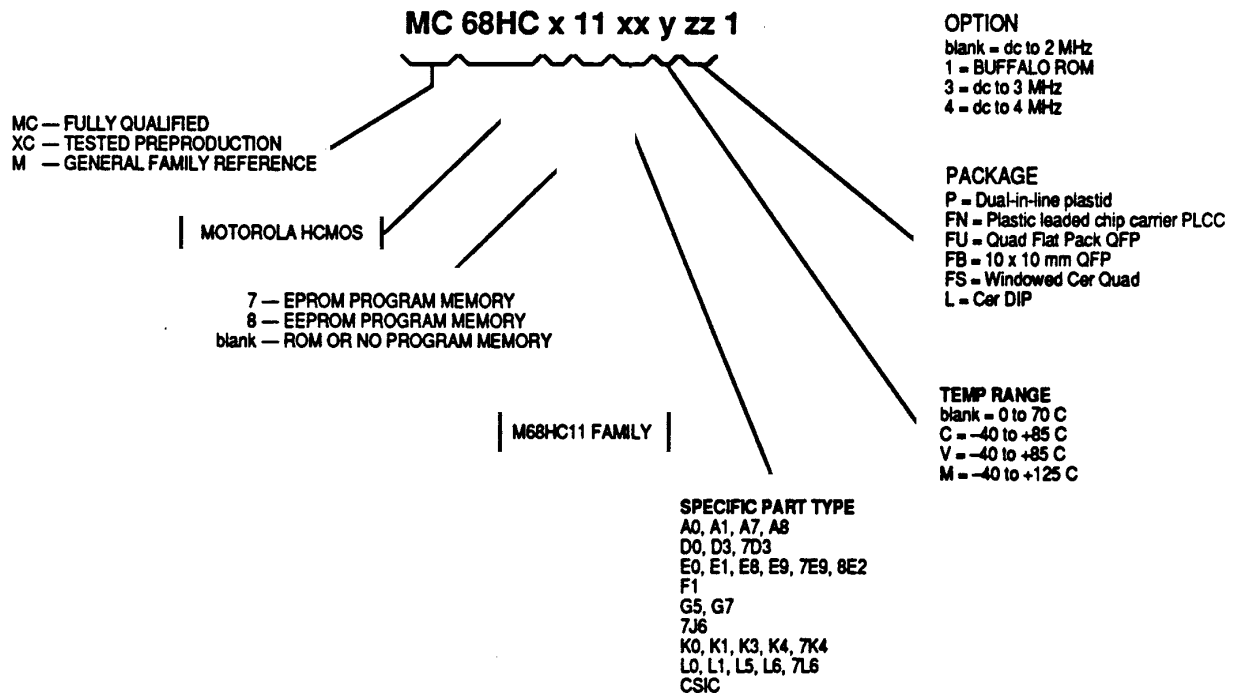 MC 68HC x 11 xx y zz 1
MC — FULLY QUALIFIED
XC — TESTED PREPRODUCTION
M — GENERAL FAMILY REFERENCE
MOTOROLA HCMOS
7 — EPROM PROGRAM MEMORY
8 — EEPROM PROGRAM MEMORY
blank — ROM OR NO PROGRAM MEMORY
M68HC11 FAMILY
SPECIFIC PART TYPE
A0, A1, A7, A8
D0, D3, 7D3
E0, E1, E8, E9, 7E9, 8E2
F1
G5, G7
7J6
K0, K1, K3, K4, 7K4
L0, L1, L5, L6, 7L6
CSIC
OPTION
blank = dc to 2 MHz
1 = BUFFALO ROM
3 = dc to 3 MHz
4 = dc to 4 MHz
PACKAGE
P = Dual-in-line plastid
FN = Plastic leaded chip carrier PLCC
FU = Quad Flat Pack QFP
FB = 10 x 10 mm QFP
FS = Windowed Cer Quad
L = Cer DIP
TEMP RANGE
blank = 0 to 70 C
C = –40 to +85 C
V = –40 to +85 C
M = –40 to +125 C